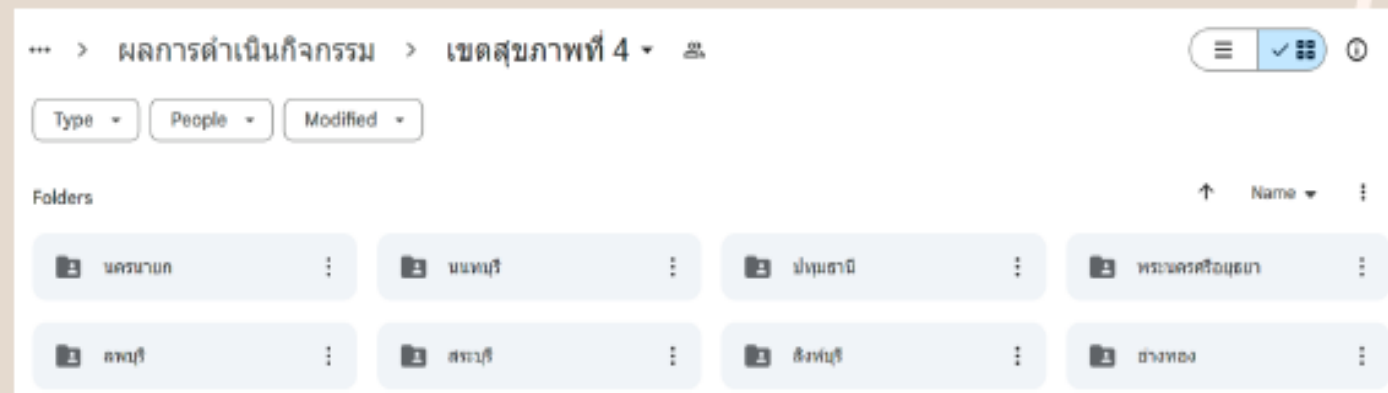 ... > ผลการดำเนินกิจกรรม > เขตสุขภาพที่ 4
Type People Modified
Folders Name
นครนายก นนทบุรี ปทุมธานี พระนครศรีอยุธยา
ลพบุรี สระบุรี สิงห์บุรี อ่างทอง